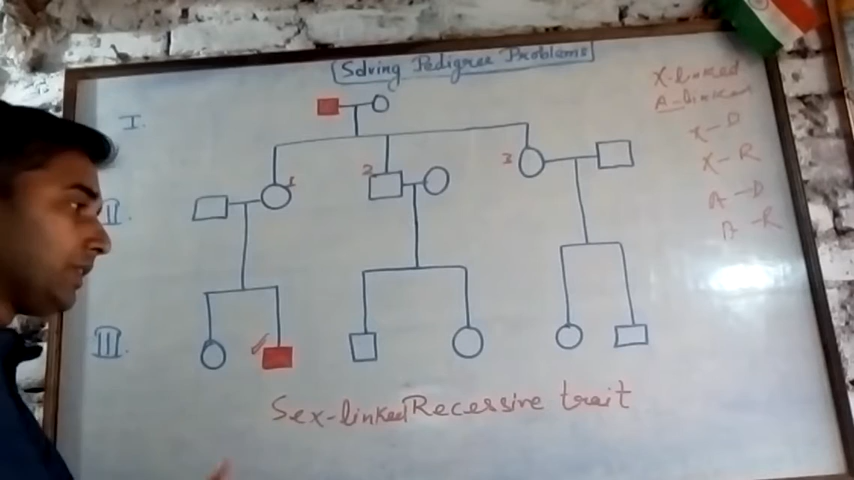 Solving Pedigree Problems
X-linked
A-linked
I.
X-D
X-R
A-D
A-R
1
2
3
II
III.
Sex-linked Recessive trait